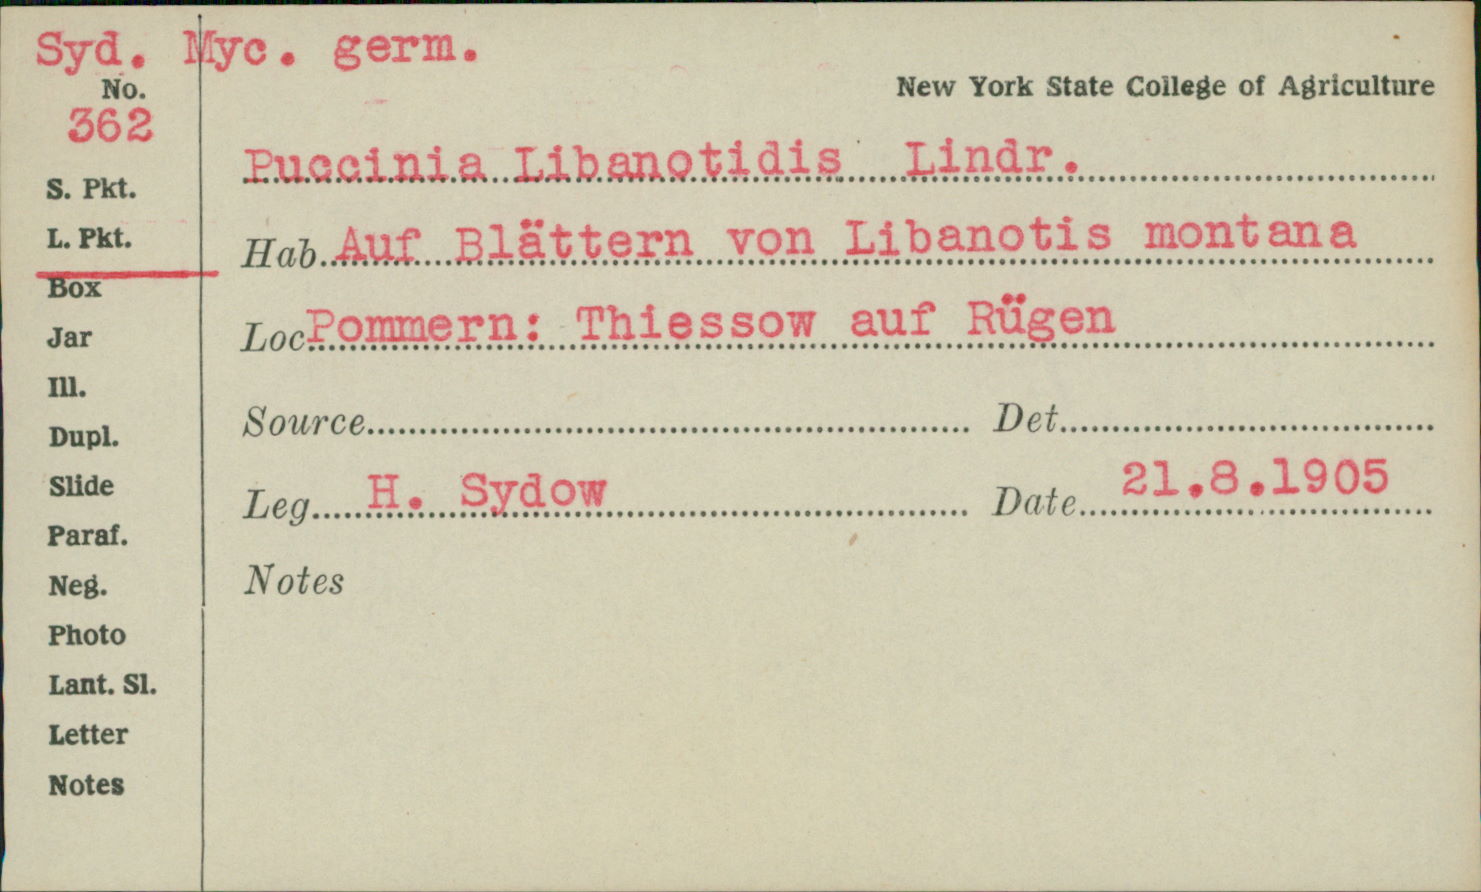 Syd. Myc. germ.
No.
362
New York State College of Agriculture
Puccinia Libanotidis Lindr.
S. Pkt.
L. Pkt.
Hab. Auf Blättern von Libanotis montana
Box
Jar
Loc Pommern: Thiessow auf Rügen
Ill.
Dupl.
Source Det.
Slide
Leg. H. Sydow Date 21.8.1905
Paraf.
Neg.
Notes
Photo
Lant. Sl.
Letter
Notes